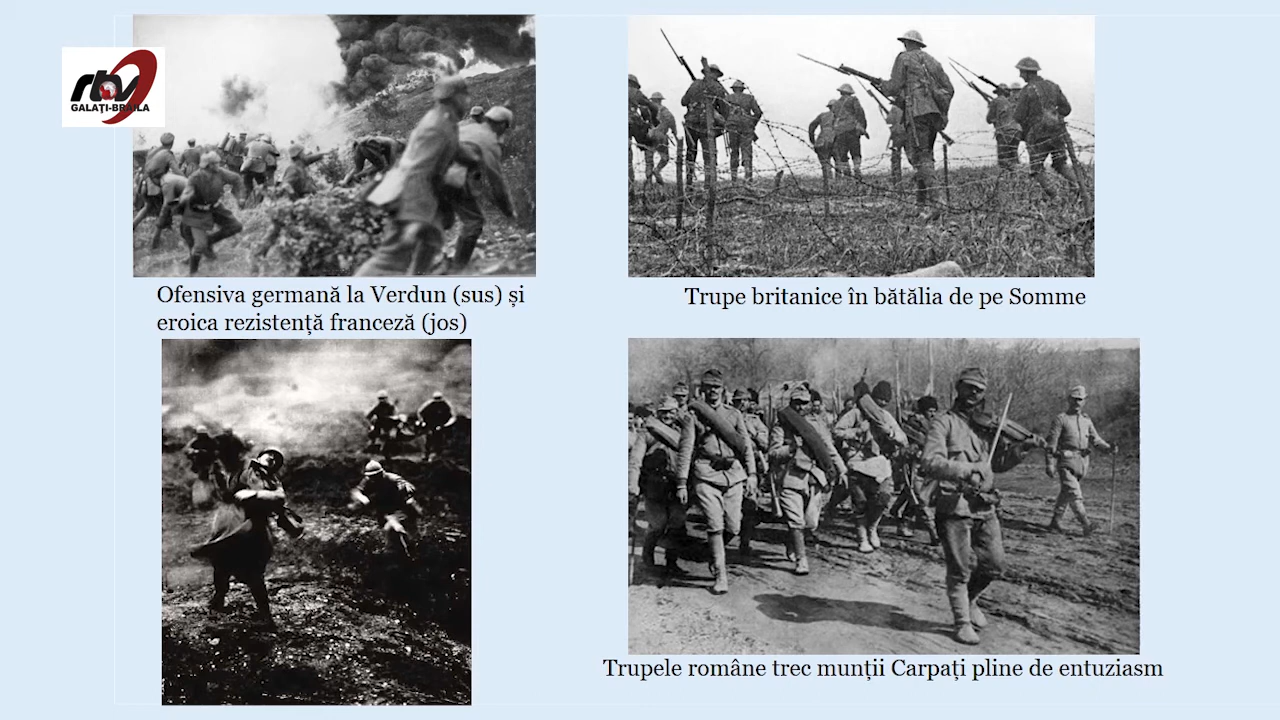 rtv
GALAȚI-BRĂILA
Ofensiva germană la Verdun (sus) și
eroica rezistență franceză (jos)
Trupe britanice în bătălia de pe Somme
Trupele române trec munții Carpați pline de entuziasm